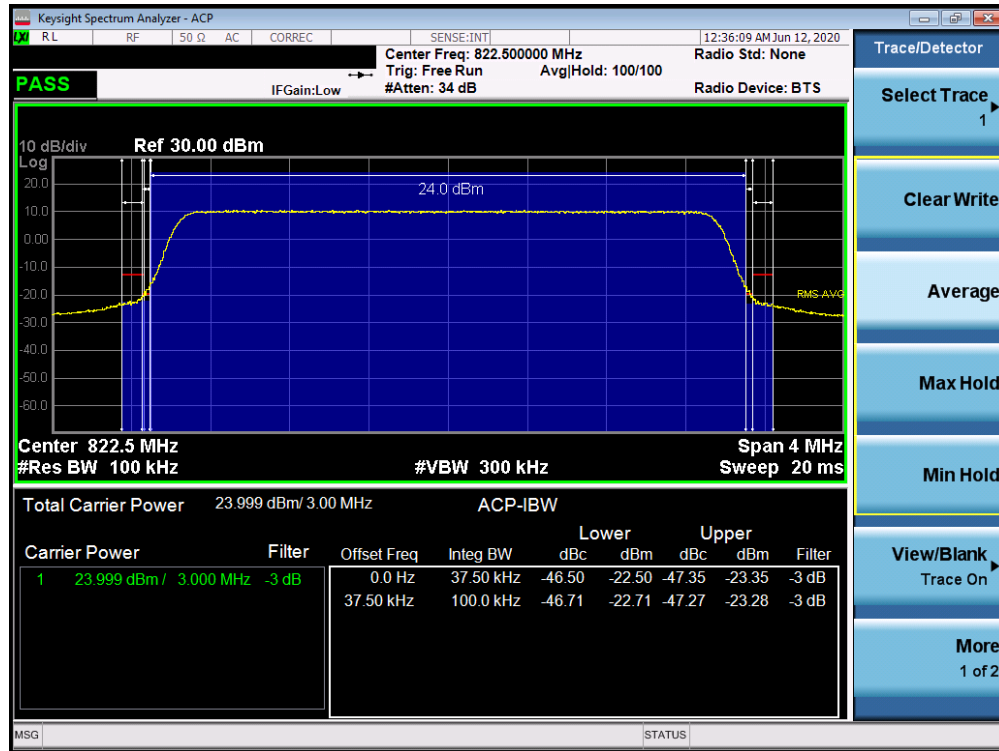 Keysight Spectrum Analyzer - ACP
LXI RL RF 50 Ω AC CORREC SENSE:INT 12:36:09 AM Jun 12, 2020
Center Freq: 822.500000 MHz Radio Std: None
Trig: Free Run Avg|Hold: 100/100
PASS IFGain:Low #Atten: 34 dB Radio Device: BTS
10 dB/div Ref 30.00 dBm
Log
20.0
24.0 dBm
10.0
0.00
-10.0
-20.0
RMS AVG
-30.0
-40.0
-50.0
-60.0
Center 822.5 MHz Span 4 MHz
#Res BW 100 kHz #VBW 300 kHz Sweep 20 ms
Total Carrier Power 23.999 dBm/ 3.00 MHz ACP-IBW
Lower Upper
Carrier Power Filter Offset Freq Integ BW dBc dBm dBc dBm Filter
1 23.999 dBm / 3.000 MHz -3 dB 0.0 Hz 37.50 kHz -46.50 -22.50 -47.35 -23.35 -3 dB
37.50 kHz 100.0 kHz -46.71 -22.71 -47.27 -23.28 -3 dB
MSG STATUS
Trace/Detector
Select Trace
1
Clear Write
Average
Max Hold
Min Hold
View/Blank
Trace On
More
1 of 2